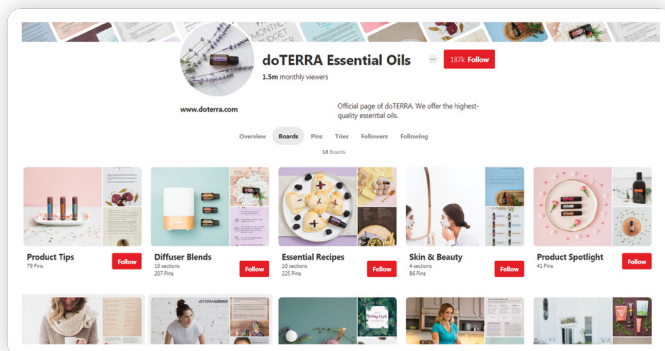 MONTHLY
BUDGET
doTERRA Essential Oils
187k Follow
1.5m monthly viewers
www.doterra.com
Official page of doTERRA. We offer the highest-
quality essential oils.
Overview Boards Pins Tries Followers Following
18 Boards
Product Tips
79 Pins
Follow
Diffuser Blends
10 sections
207 Pins
Follow
Essential Recipes
10 sections
225 Pins
Follow
Skin & Beauty
4 sections
86 Pins
Follow
Product Spotlight
41 Pins
Follow